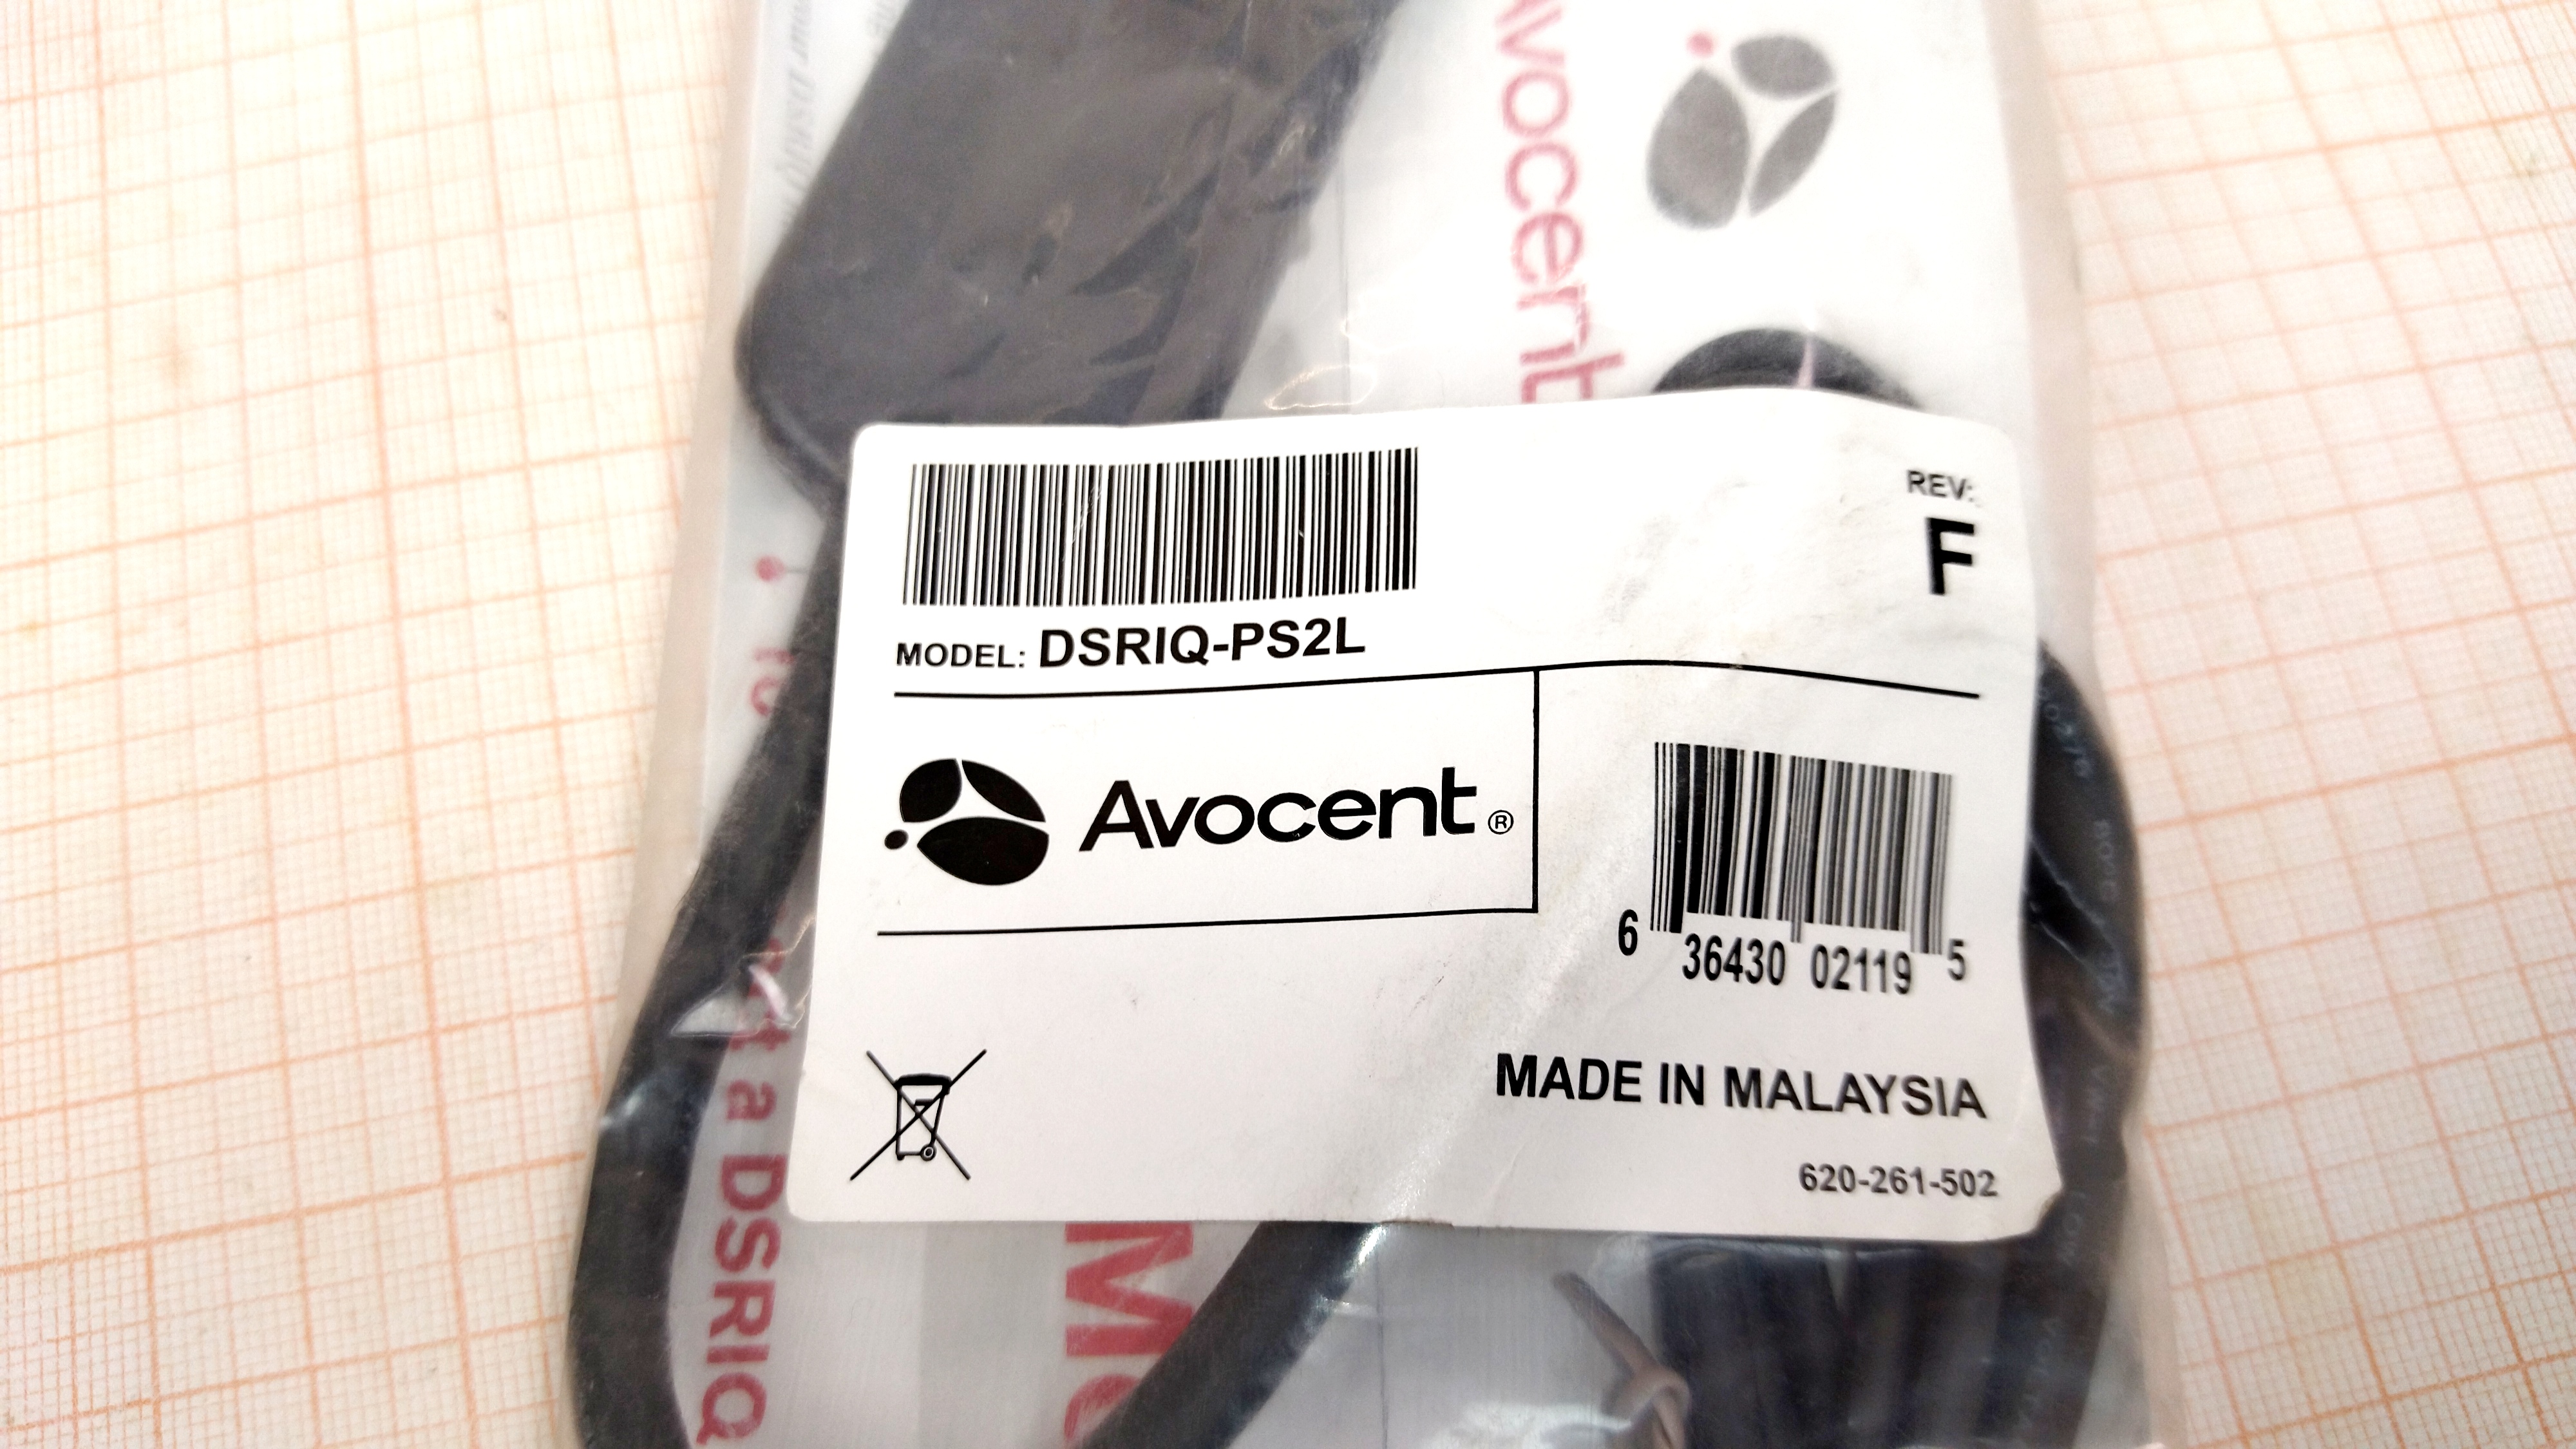 Avocent
REV:
F
MODEL: DSRIQ-PS2L
Avocent ®
6 36430 02119 5
MADE IN MALAYSIA
620-261-502
a DSRIQ